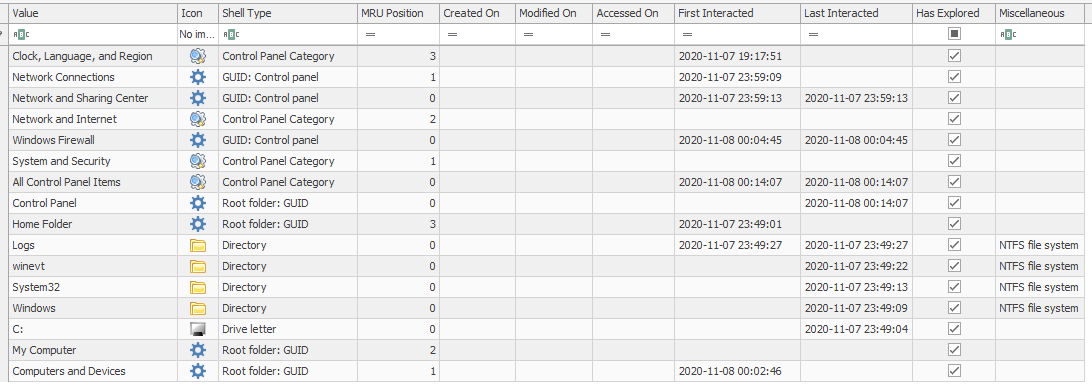 Value Icon Shell Type MRU Position Created On Modified On Accessed On First Interacted Last Interacted Has Explored Miscellaneous
ABC No im... ABC = = = = = = ABC
Clock, Language, and Region Control Panel Category 3 2020-11-07 19:17:51
Network Connections GUID: Control panel 1 2020-11-07 23:59:09
Network and Sharing Center GUID: Control panel 0 2020-11-07 23:59:13 2020-11-07 23:59:13
Network and Internet Control Panel Category 2
Windows Firewall GUID: Control panel 0 2020-11-08 00:04:45 2020-11-08 00:04:45
System and Security Control Panel Category 1
All Control Panel Items Control Panel Category 0 2020-11-08 00:14:07 2020-11-08 00:14:07
Control Panel Root folder: GUID 0 2020-11-08 00:14:07
Home Folder Root folder: GUID 3 2020-11-07 23:49:01
Logs Directory 0 2020-11-07 23:49:27 2020-11-07 23:49:27 NTFS file system
winevt Directory 0 2020-11-07 23:49:22 NTFS file system
System32 Directory 0 2020-11-07 23:49:13 NTFS file system
Windows Directory 0 2020-11-07 23:49:09 NTFS file system
C: Drive letter 0 2020-11-07 23:49:04
My Computer Root folder: GUID 2
Computers and Devices Root folder: GUID 1 2020-11-08 00:02:46